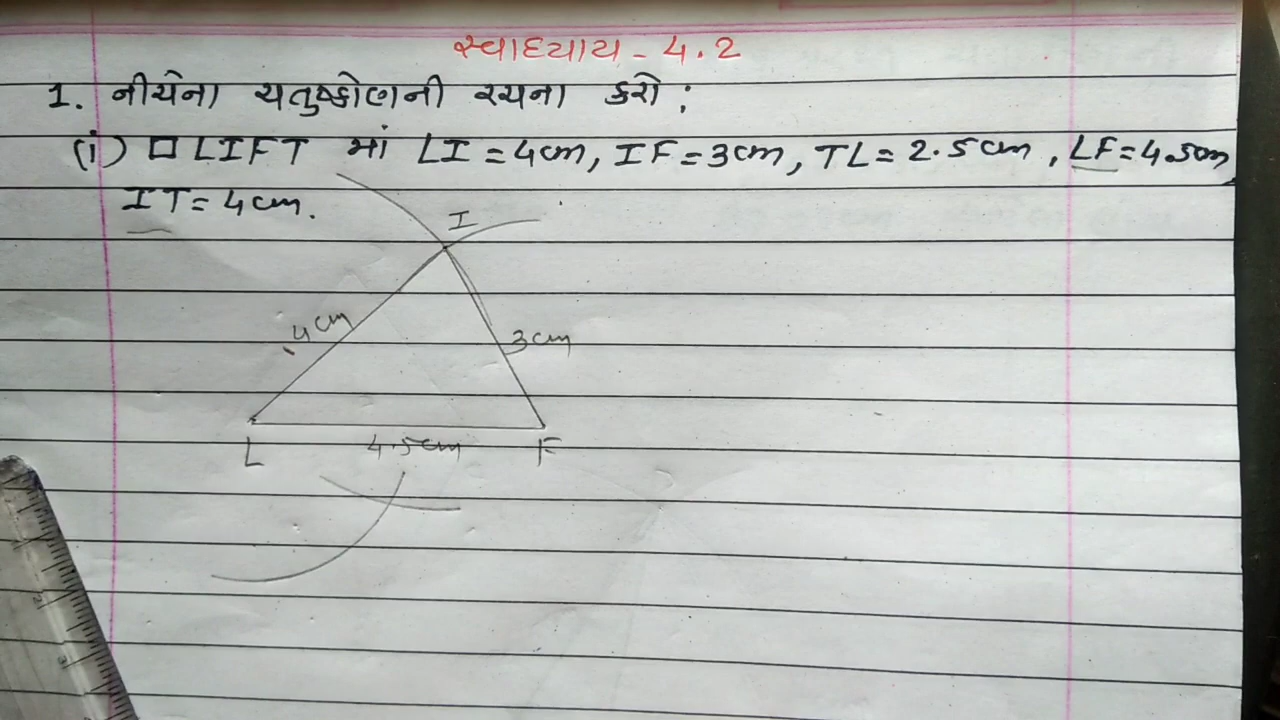 સ્વાધ્યાય - 4.2
1. નીચેના ચતુષ્કોણની રચના કરો :
(i) □ LIFT માં LI = 4cm, IF = 3cm, TL = 2.5cm, LF = 4.5cm,
IT = 4cm.
I
4cm
3cm
L 4.5cm F